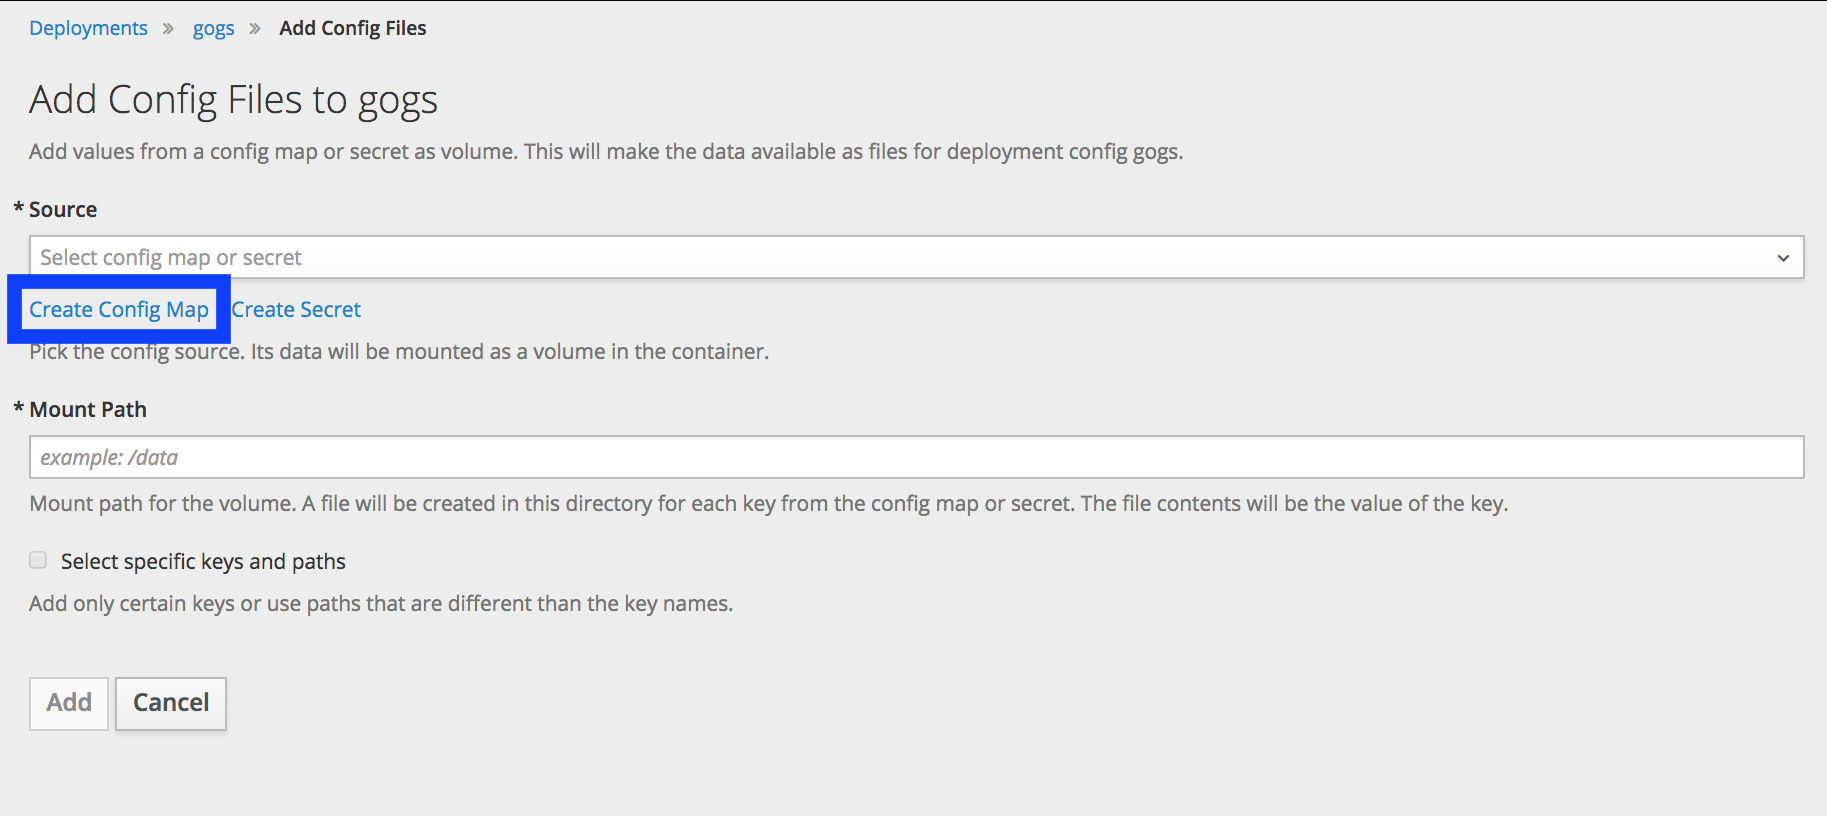 Deployments » gogs » Add Config Files
Add Config Files to gogs
Add values from a config map or secret as volume. This will make the data available as files for deployment config gogs.
* Source
Select config map or secret
Create Config Map Create Secret
Pick the config source. Its data will be mounted as a volume in the container.
* Mount Path
example: /data
Mount path for the volume. A file will be created in this directory for each key from the config map or secret. The file contents will be the value of the key.
Select specific keys and paths
Add only certain keys or use paths that are different than the key names.
Add Cancel